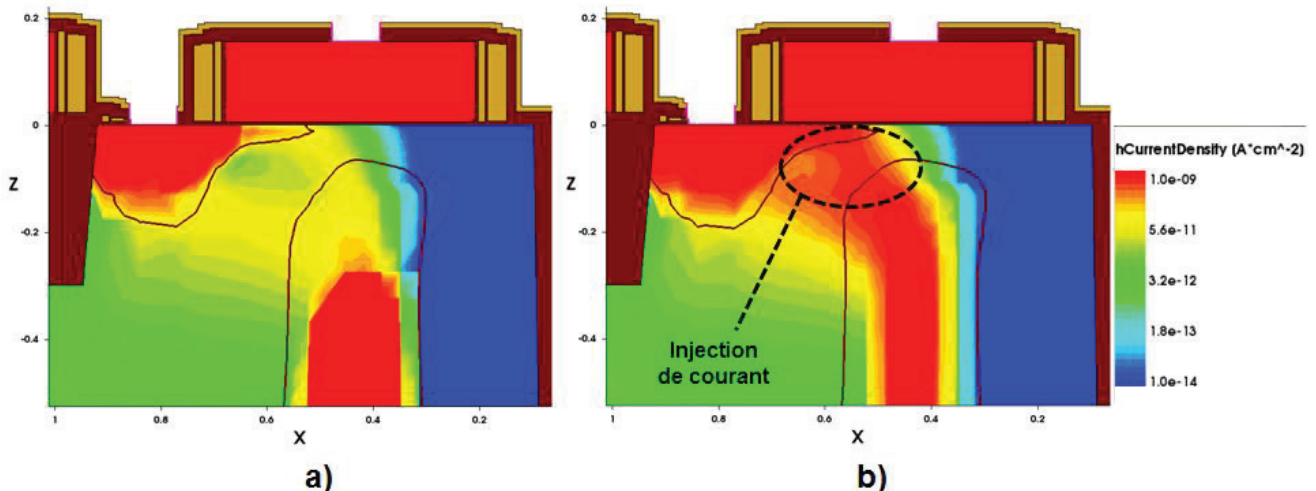 0.2
0
-0.2
-0.4
Z
1
0.8
0.6
0.4
0.2
X
a)
0.2
0
-0.2
-0.4
Z
Injection
de courant
1
0.8
0.6
0.4
0.2
X
b)
hCurrentDensity (A*cm^-2)
1.0e-09
5.6e-11
3.2e-12
1.8e-13
1.0e-14